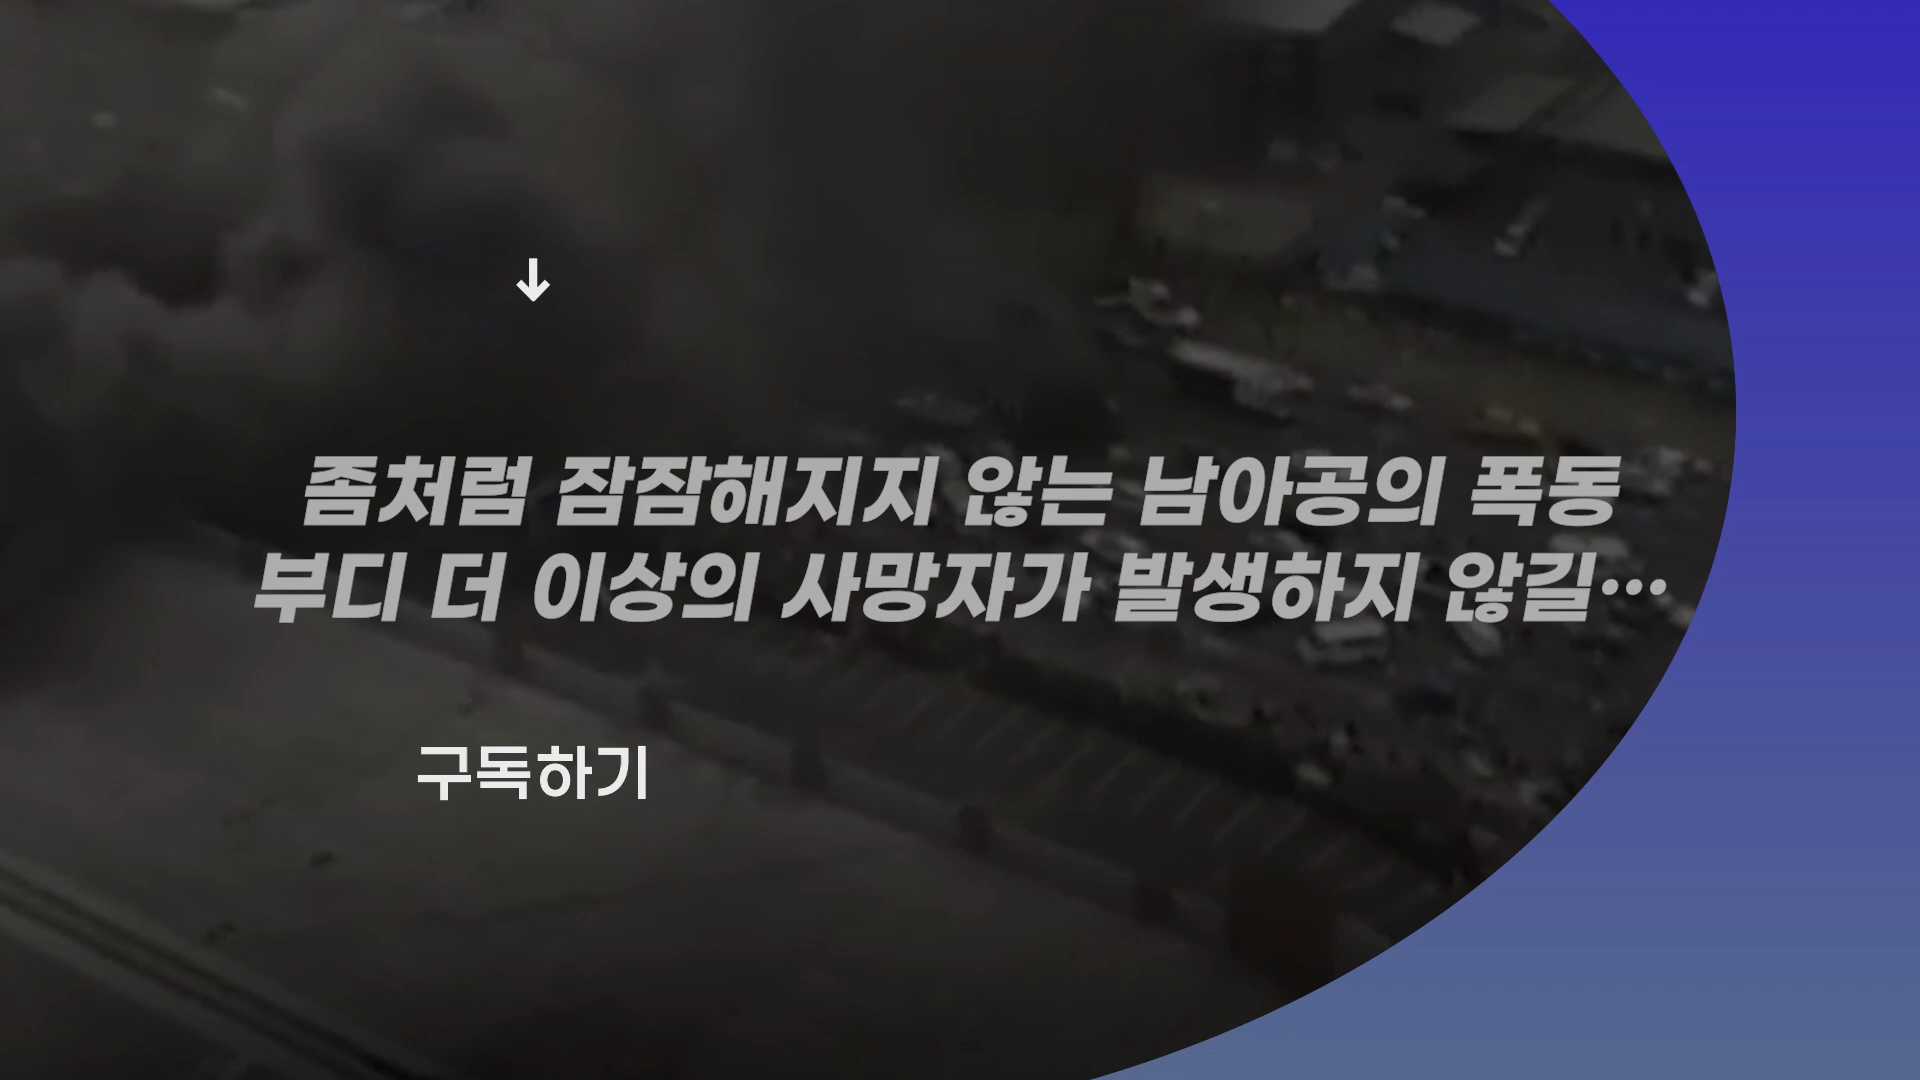 ↓
좀처럼 잠잠해지지 않는 남아공의 폭동
부디 더 이상의 사망자가 발생하지 않길…
구독하기